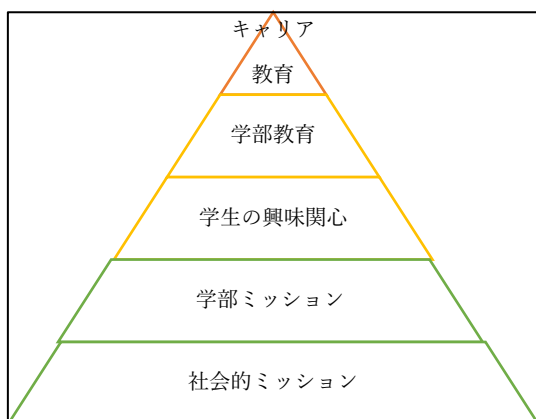 キャリア
教育
学部教育
学生の興味関心
学部ミッション
社会的ミッション